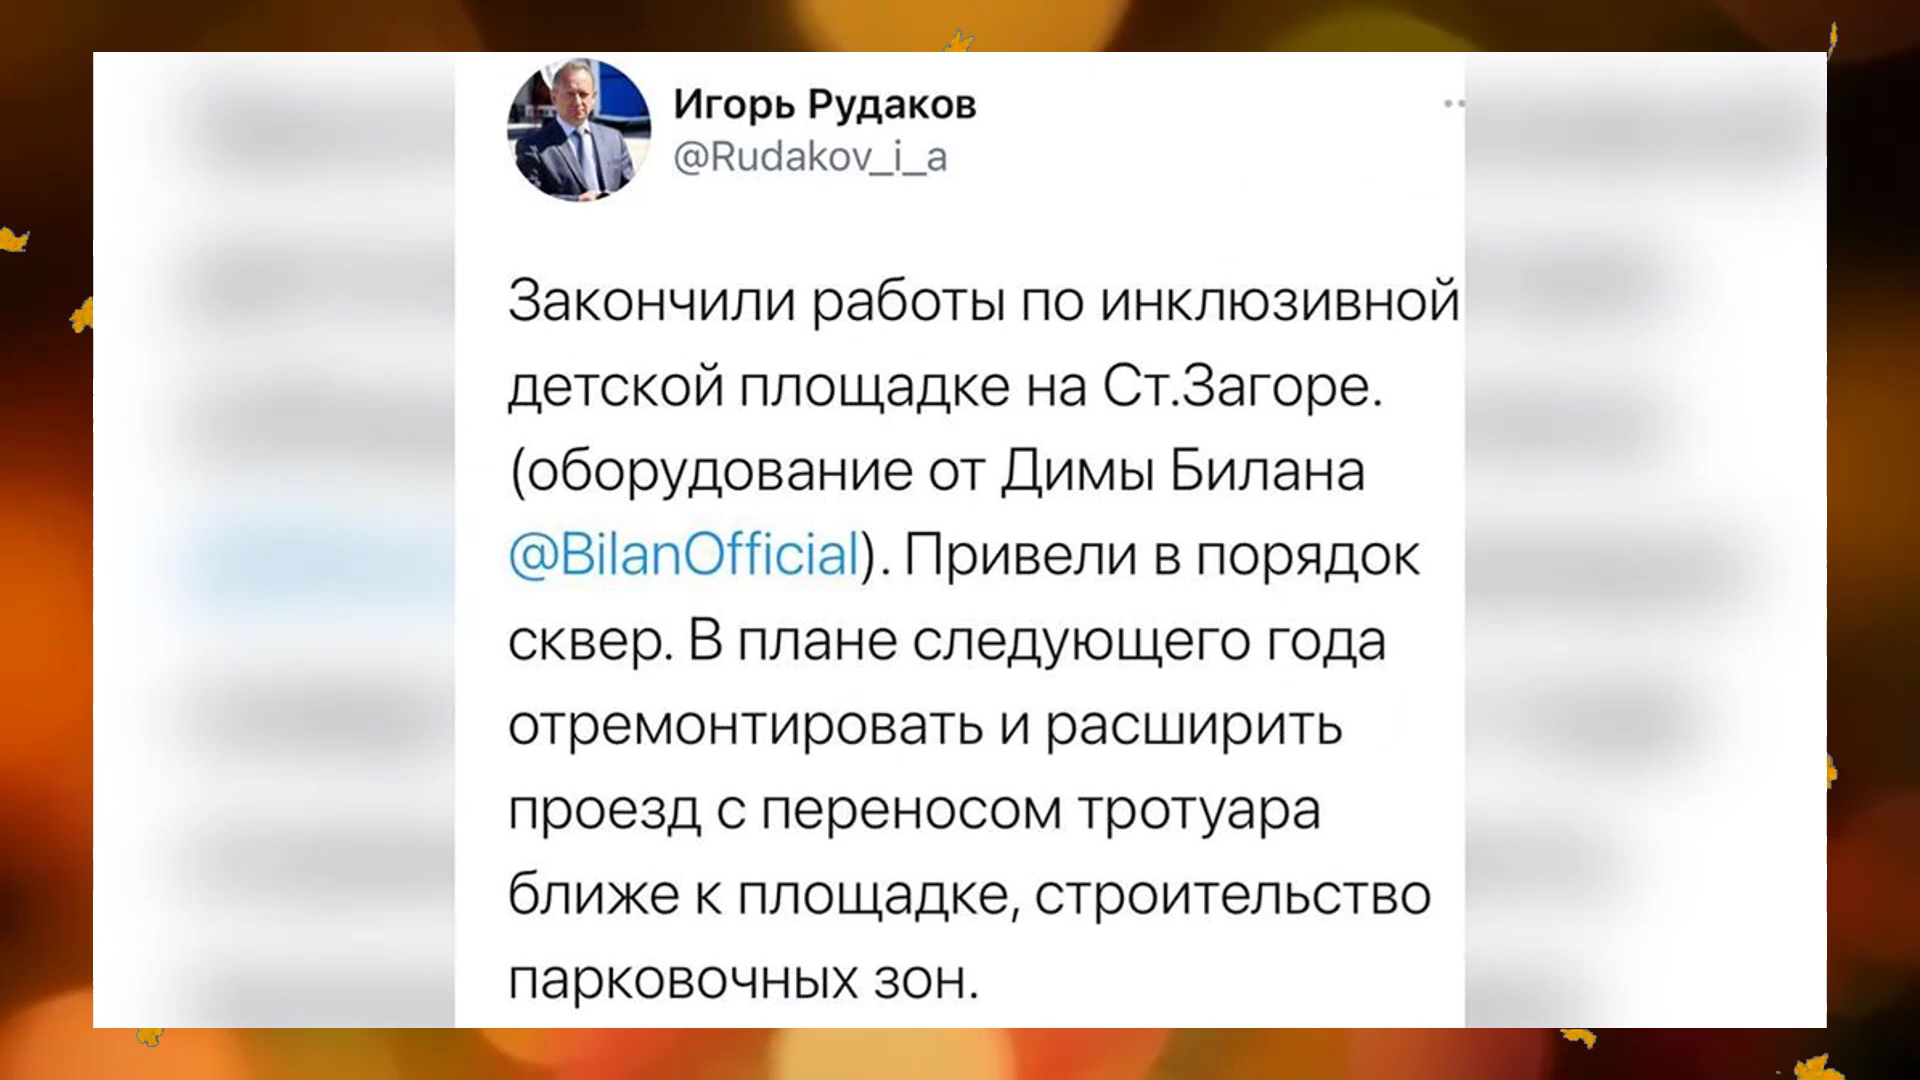 Игорь Рудаков
@Rudakov_i_a
Закончили работы по инклюзивной
детской площадке на Ст.Загоре.
(оборудование от Димы Билана
@BilanOfficial). Привели в порядок
сквер. В плане следующего года
отремонтировать и расширить
проезд с переносом тротуара
ближе к площадке, строительство
парковочных зон.